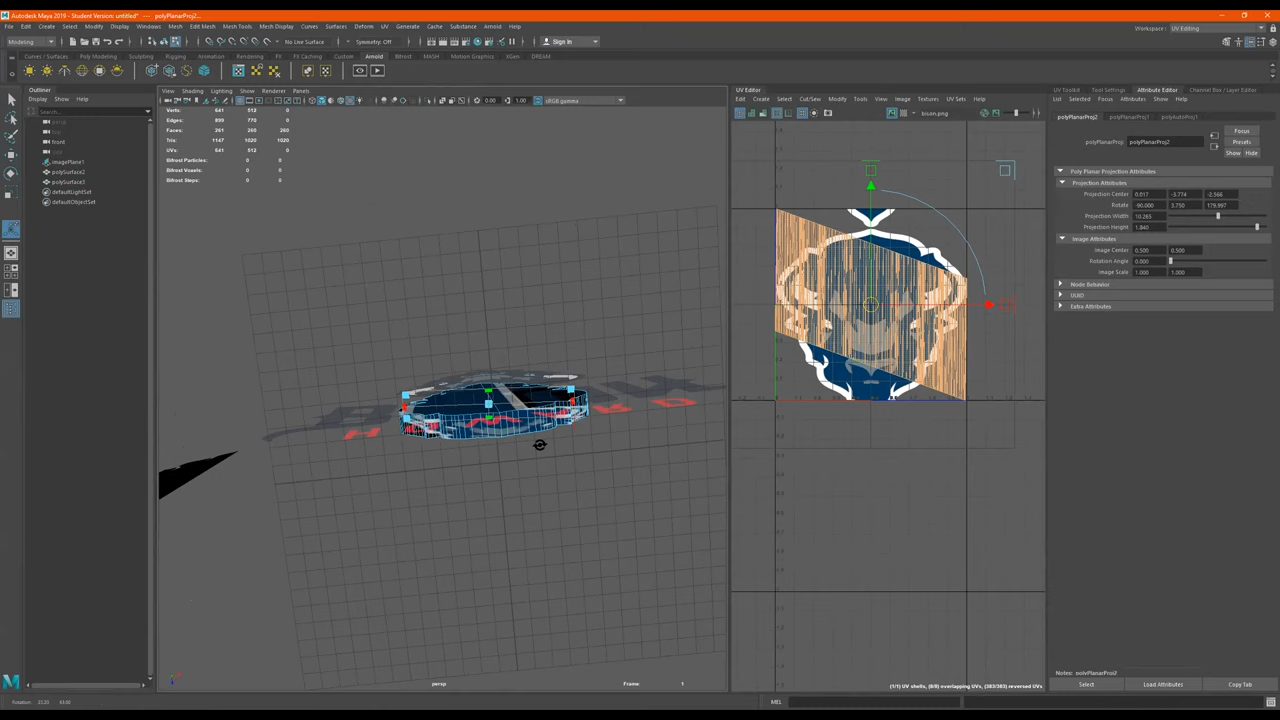 Autodesk Maya 2019 - Student Version: untitled* --- polyPlanarProj2...
File Edit Create Select Modify Display Windows Mesh Edit Mesh Mesh Tools Mesh Display Curves Surfaces Deform UV Generate Cache Substance Arnold Help
Workspace: UV Editing
Modeling
No Live Surface
Symmetry: Off
Sign In
Curves / Surfaces Poly Modeling Sculpting Rigging Animation Rendering FX FX Caching Custom Arnold Bifrost MASH Motion Graphics XGen DREAM
Outliner
Display Show Help
Search...
persp
top
front
side
imagePlane1
polySurface2
polySurface3
defaultLightSet
defaultObjectSet
View Shading Lighting Show Renderer Panels
0.00 1.00 sRGB gamma
Verts: 641 512 0
Edges: 899 770 0
Faces: 261 260 260
Tris: 1147 1020 1020
UVs: 641 512 0
Bifrost Particles: 0 0
Bifrost Voxels: 0 0
Bifrost Steps: 0 0
persp
Frame: 1
UV Editor
Edit Create Select Cut/Sew Modify Tools View Image Textures UV Sets Help
bisan.png
(1/1) UV shells, (0/0) overlapping UVs, (383/383) reversed UVs
UV Toolkit Tool Settings Attribute Editor Channel Box / Layer Editor
List Selected Focus Attributes Show Help
polyPlanarProj2 polyPlanarProj1 polyAutoProj1
polyPlanarProj: polyPlanarProj2
Focus
Presets
Show Hide
Poly Planar Projection Attributes
Projection Attributes
Projection Center 0.017 -3.774 -2.566
Rotate -90.000 3.750 179.997
Projection Width 10.265
Projection Height 1.840
Image Attributes
Image Center 0.500 0.500
Rotation Angle 0.000
Image Scale 1.000 1.000
Node Behavior
UUID
Extra Attributes
Notes: polyPlanarProj2
Select Load Attributes Copy Tab
MEL